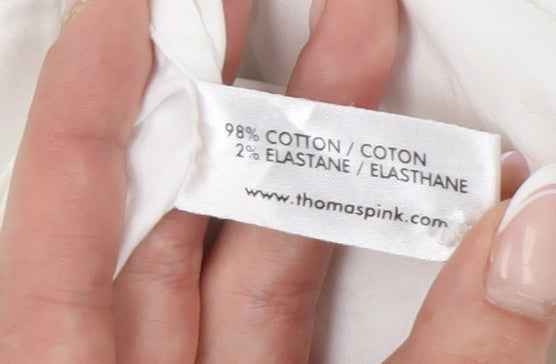 98% COTTON / COTON
2% ELASTANE / ELASTHANE
www.thomaspink.com